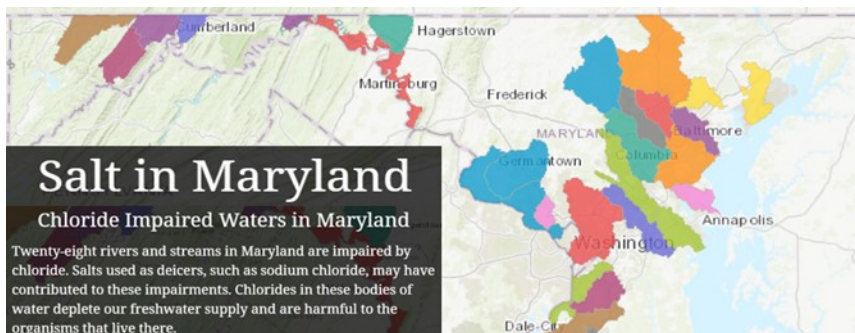 Cumberland
Hagerstown
Martinsburg
Frederick
MARYLAND
Baltimore
Germantown
Columbia
Salt in Maryland
Chloride Impaired Waters in Maryland
Annapolis
Twenty-eight rivers and streams in Maryland are impaired by
Washington
chloride. Salts used as deicers, such as sodium chloride, may have
contributed to these impairments. Chlorides in these bodies of
water deplete our freshwater supply and are harmful to the
organisms that live there.
Dale City